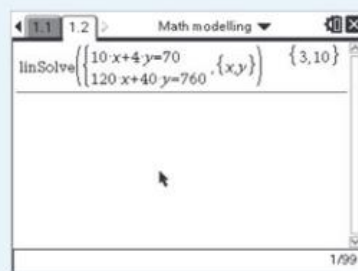 1.1 1.2 Math modelling
linSolve({10·x+4·y=70
120·x+40·y=760 ,{x,y}) {3,10}
1/99